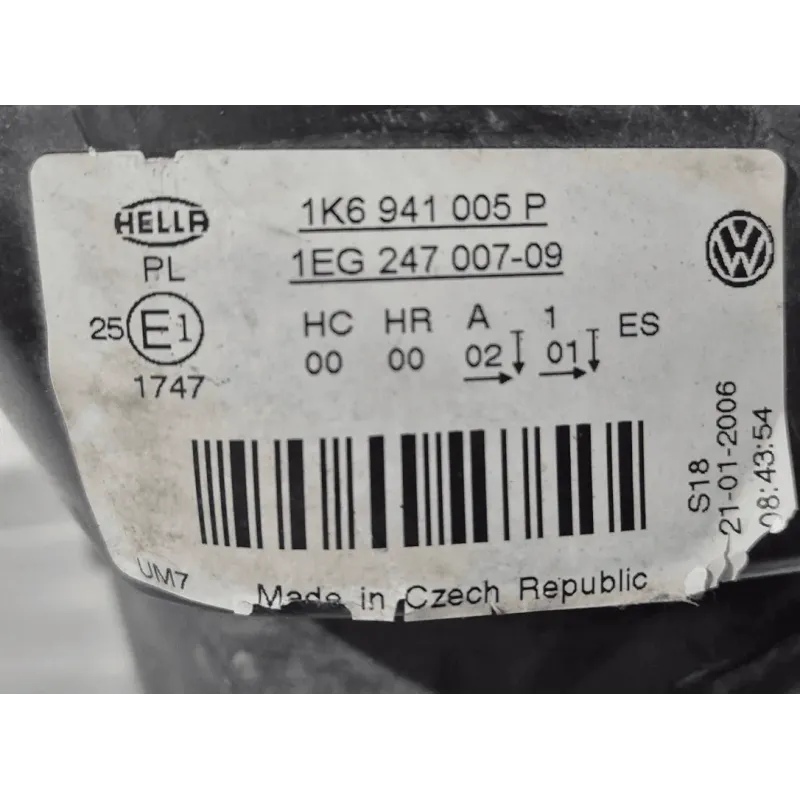 HELLA
1K6 941 005 P
1EG 247 007-09
PL
25 E1
1747
HC HR A 1 ES
00 00 02 01
VW
S18
21-01-2006
08:43:54
UM7
Made in Czech Republic